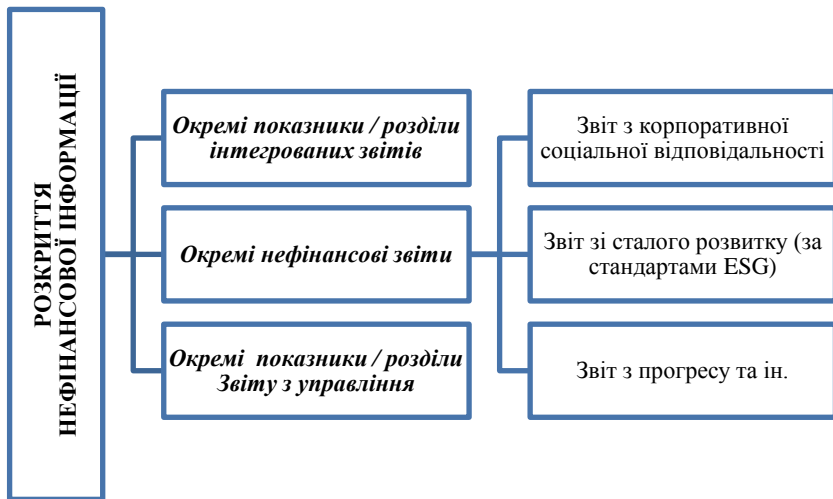 РОЗКРИТТЯ
НЕФІНАНСОВОЇ ІНФОРМАЦІЇ
Окремі показники / розділи
інтегрованих звітів
Окремі нефінансові звіти
Окремі показники / розділи
Звіту з управління
Звіт з корпоративної
соціальної відповідальності
Звіт зі сталого розвитку (за
стандартами ESG)
Звіт з прогресу та ін.